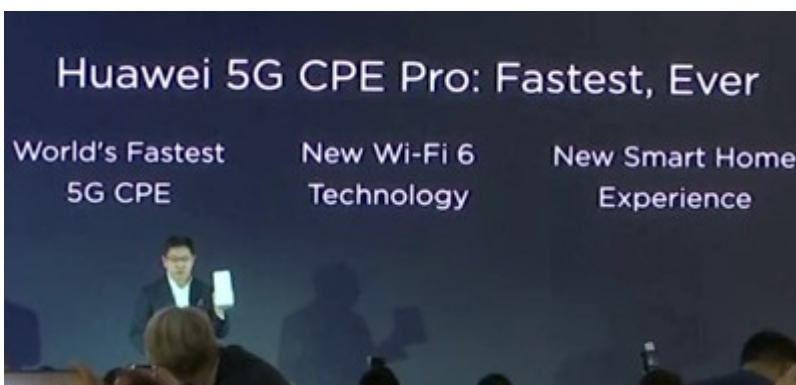 Huawei 5G CPE Pro: Fastest, Ever
World's Fastest
5G CPE
New Wi-Fi 6
Technology
New Smart Home
Experience